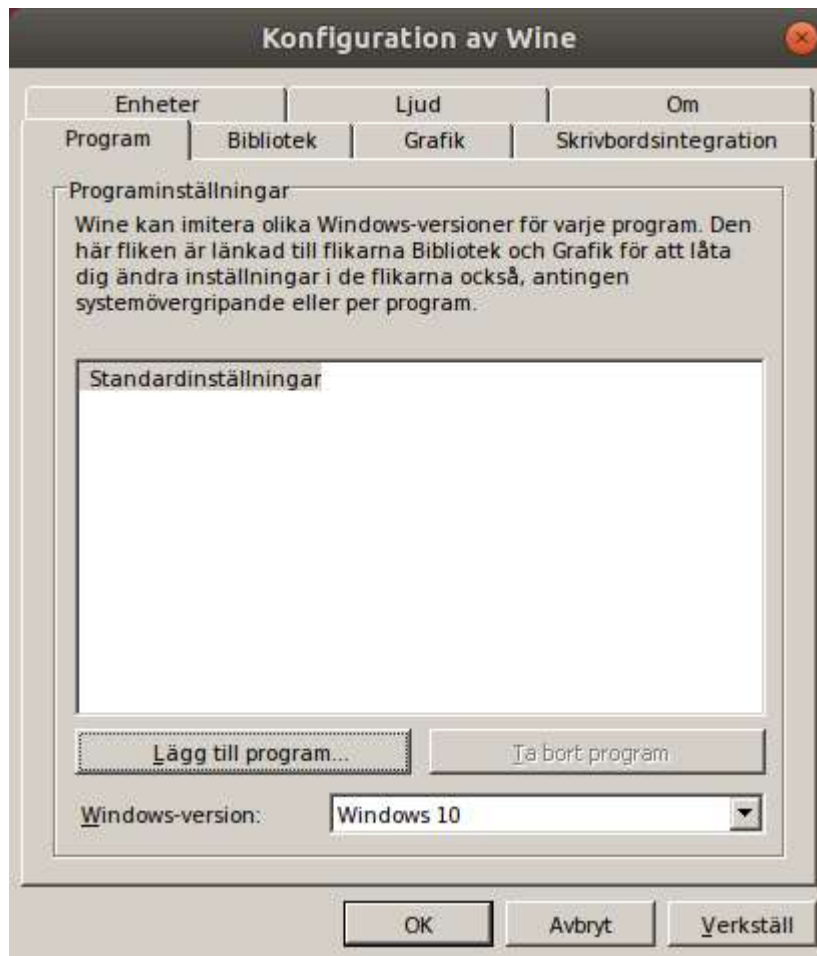 Konfiguration av Wine
Enheter Ljud Om
Program Bibliotek Grafik Skrivbordsintegration
Programinställningar
Wine kan imitera olika Windows-versioner för varje program. Den
här fliken är länkad till flikarna Bibliotek och Grafik för att låta
dig ändra inställningar i de flikarna också, antingen
systemövergripande eller per program.
Standardinställningar
Lägg till program... Ta bort program
Windows-version: Windows 10
OK Avbryt Verkställ